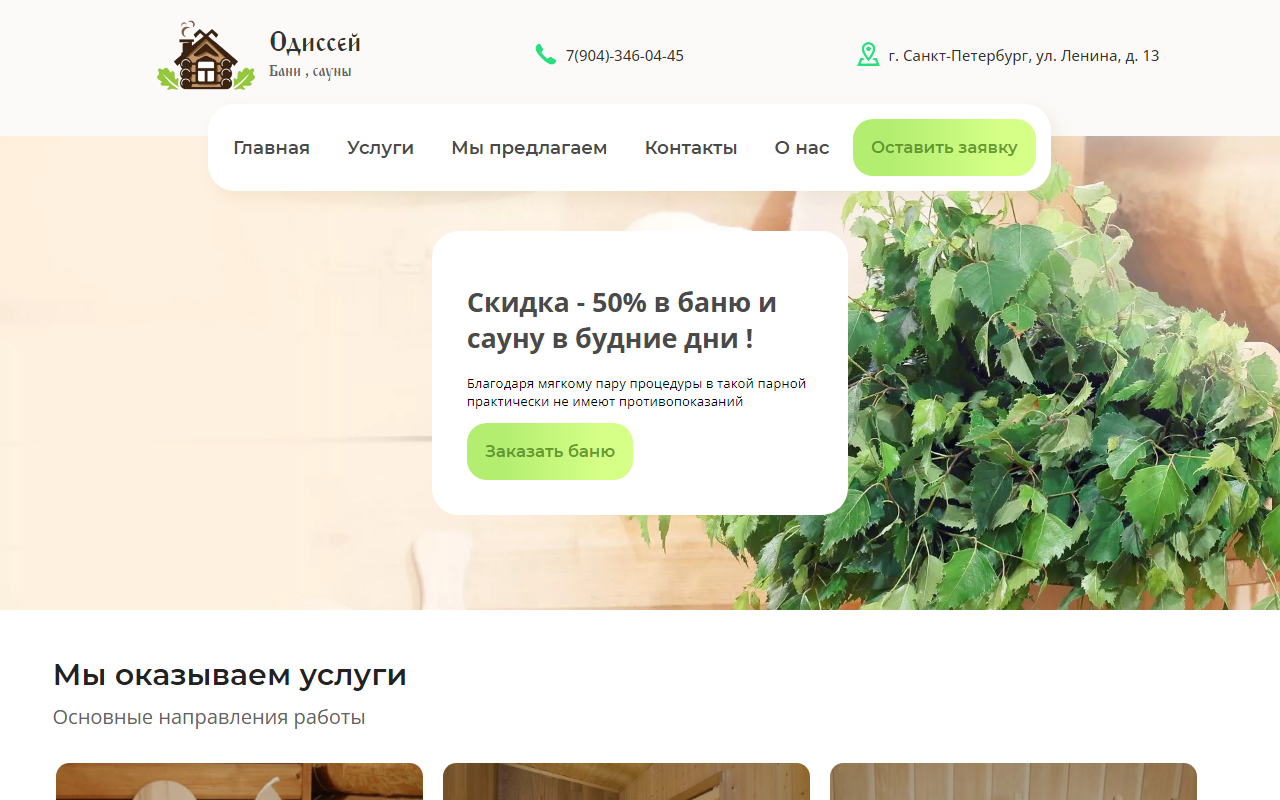 Одиссей
Бани , сауны
7(904)-346-04-45
г. Санкт-Петербург, ул. Ленина, д. 13
Главная Услуги Мы предлагаем Контакты О нас Оставить заявку
Скидка - 50% в баню и
сауну в будние дни !
Благодаря мягкому пару процедуры в такой парной
практически не имеют противопоказаний
Заказать баню
Мы оказываем услуги
Основные направления работы